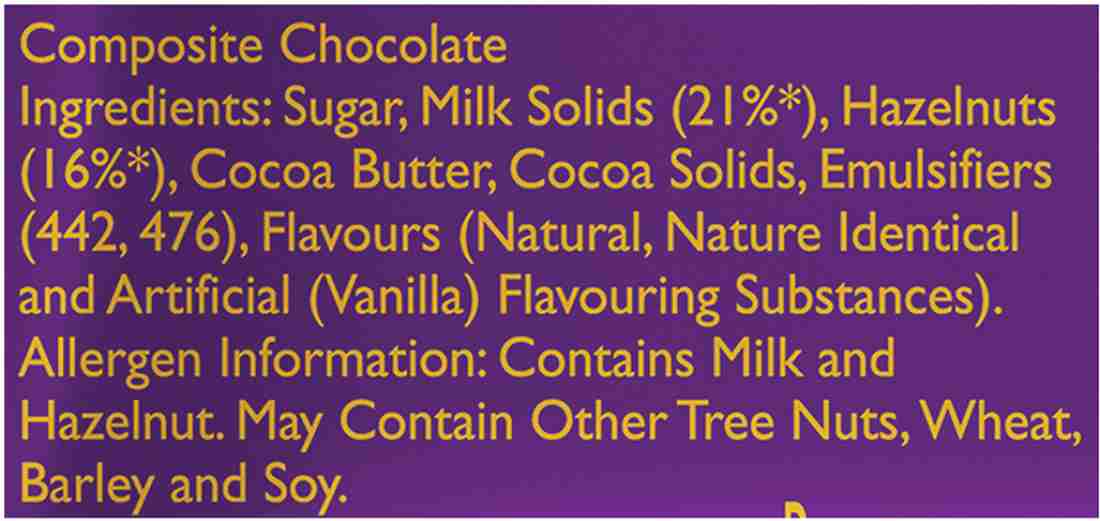 Composite Chocolate
Ingredients: Sugar, Milk Solids (21%*), Hazelnuts
(16%*), Cocoa Butter, Cocoa Solids, Emulsifiers
(442, 476), Flavours (Natural, Nature Identical
and Artificial (Vanilla) Flavouring Substances).
Allergen Information: Contains Milk and
Hazelnut. May Contain Other Tree Nuts, Wheat,
Barley and Soy.